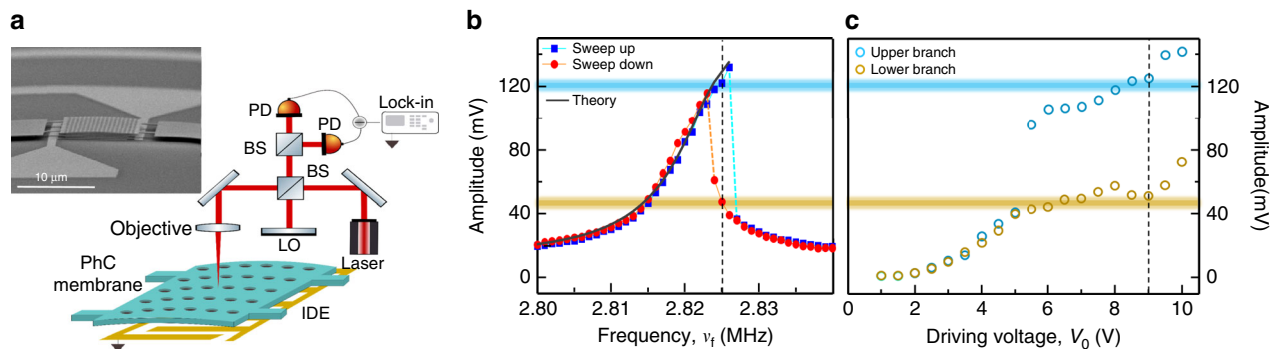 a
10 μm
PD
PD
Lock-in
BS
BS
Objective
LO
Laser
PhC
membrane
IDE
b
Sweep up
Sweep down
Theory
Amplitude (mV)
120
80
40
0
2.80
2.81
2.82
2.83
Frequency, νf (MHz)
c
Upper branch
Lower branch
120
80
40
0
Amplitude(mV)
0
2
4
6
8
10
Driving voltage, V0 (V)